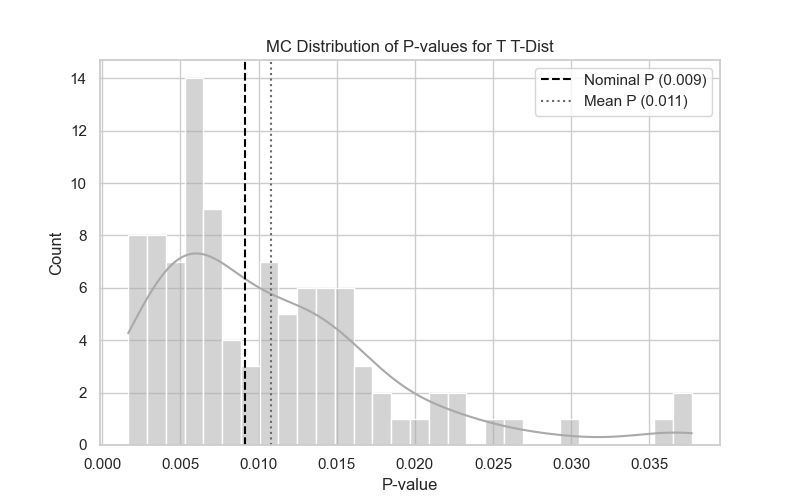 MC Distribution of P-values for T T-Dist
Nominal P (0.009)
Mean P (0.011)
Count
14
12
10
8
6
4
2
0
0.000 0.005 0.010 0.015 0.020 0.025 0.030 0.035
P-value